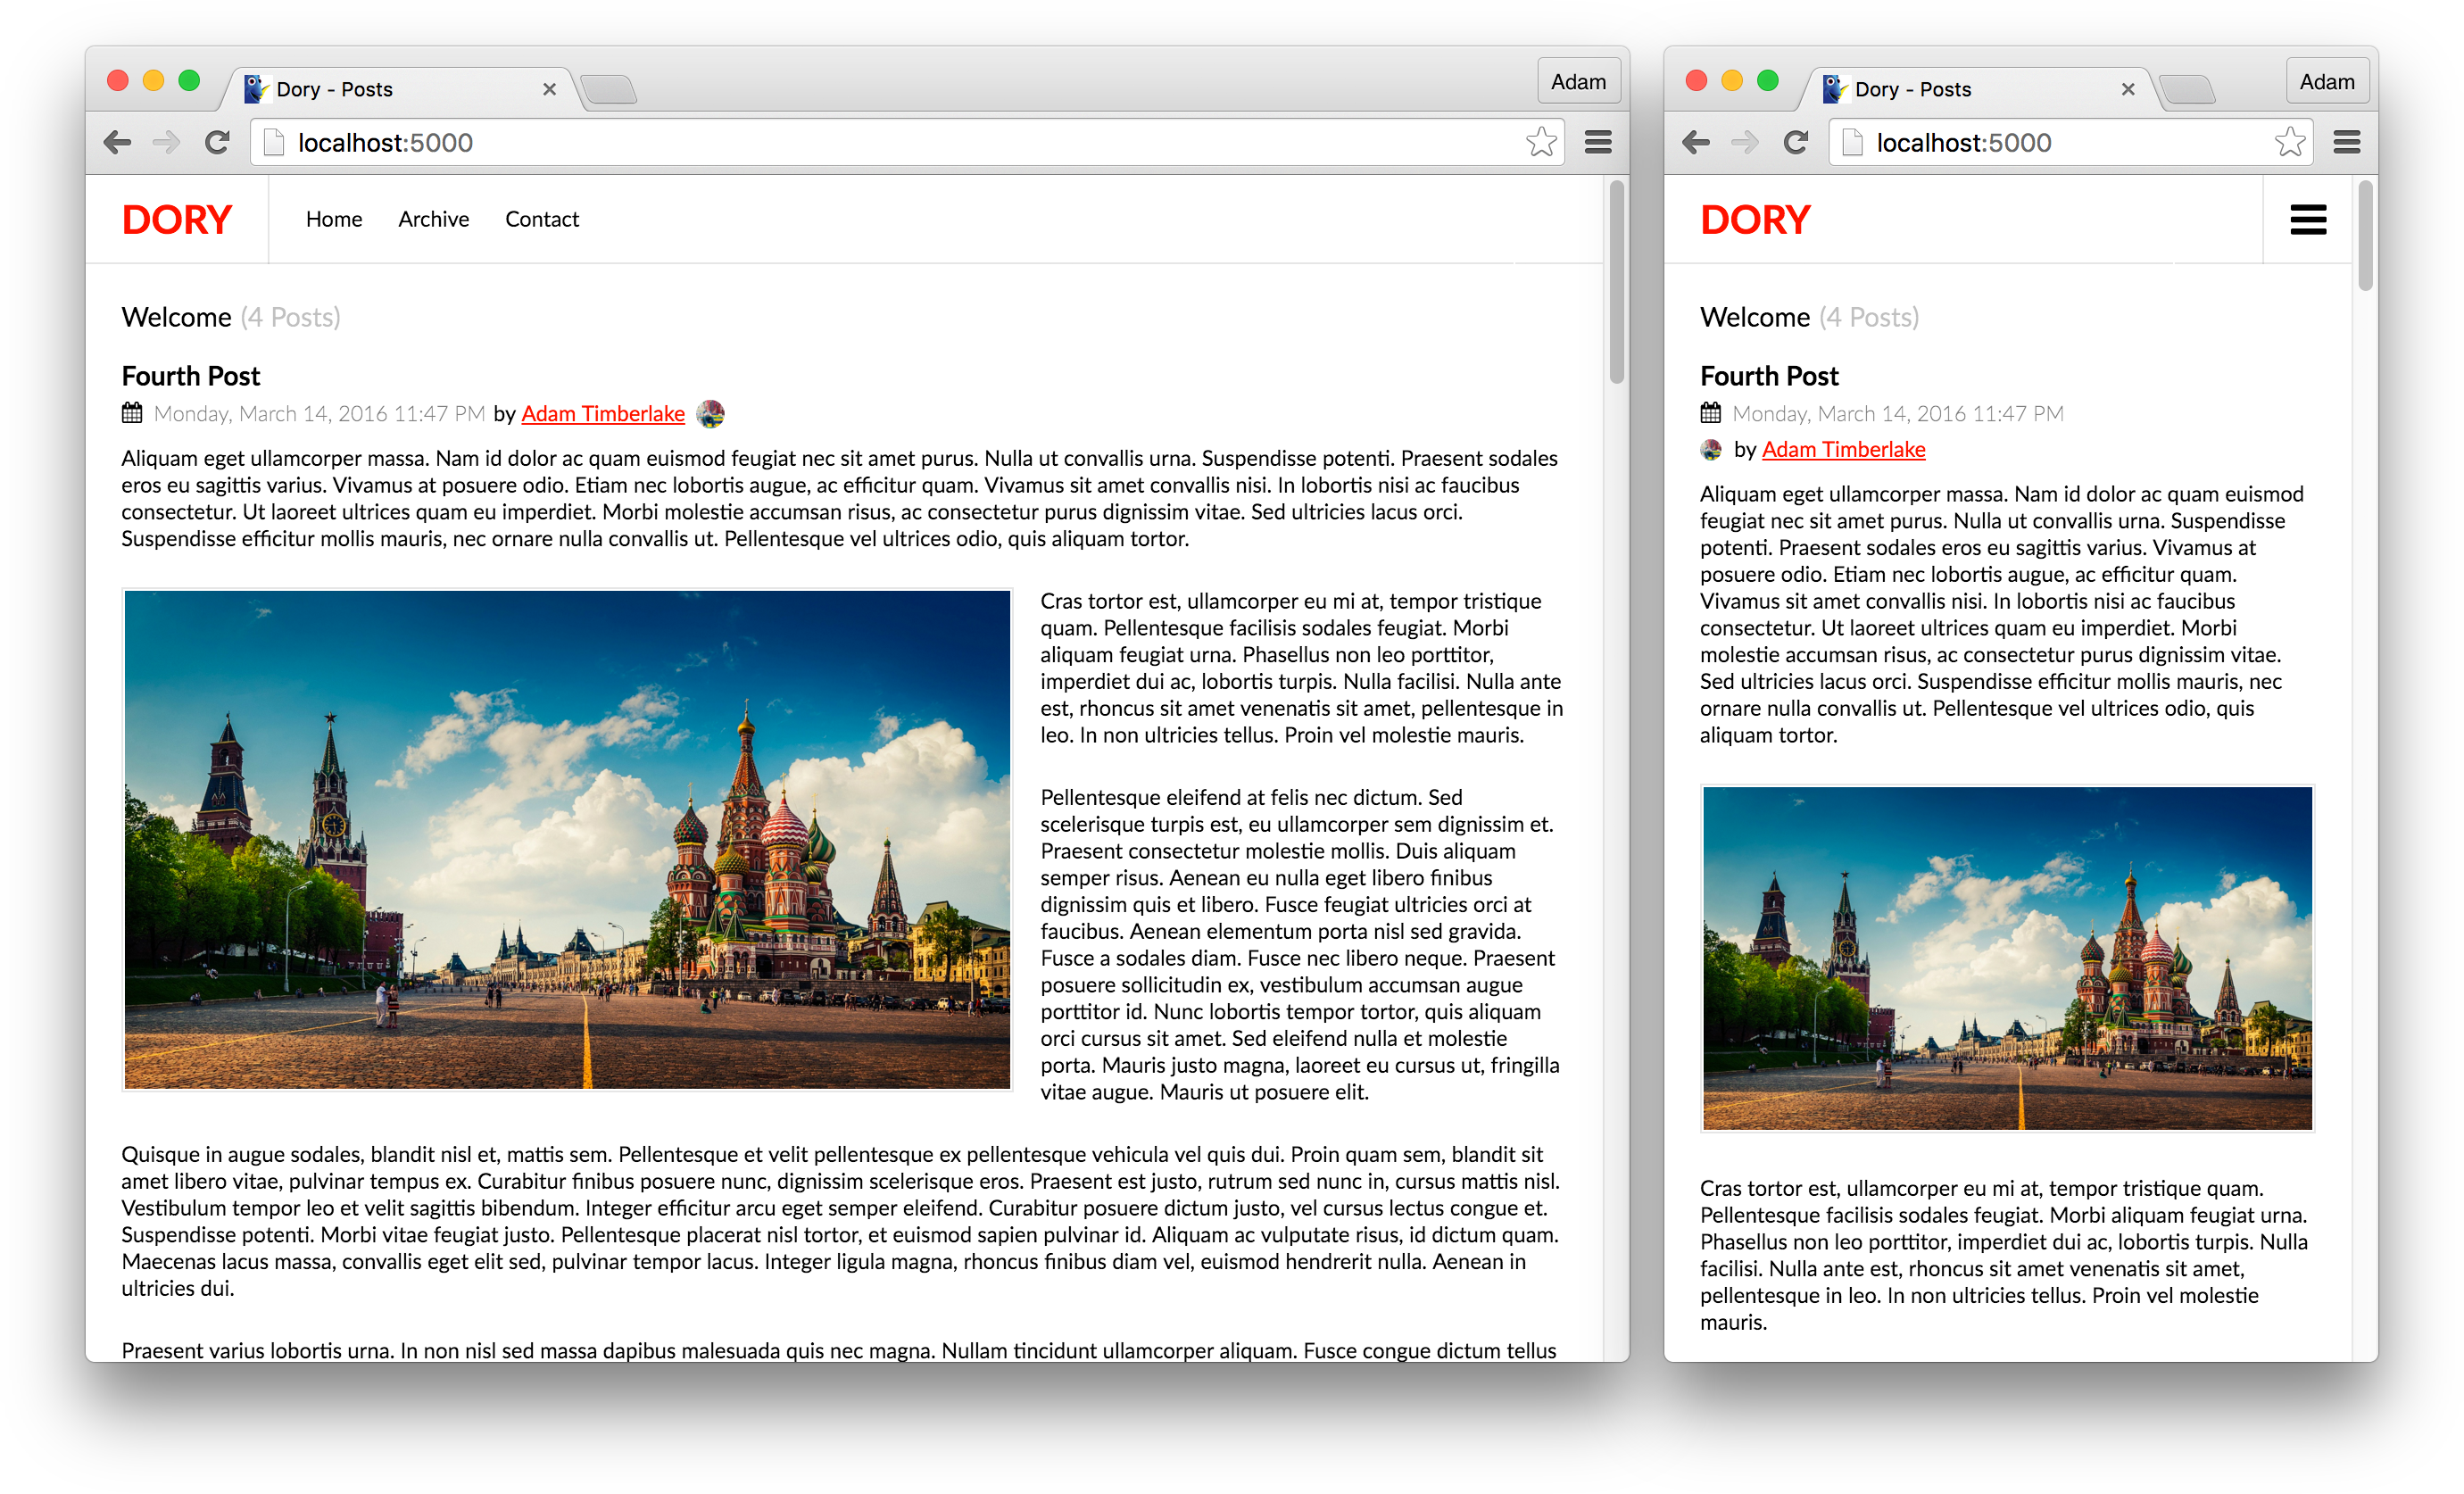 Dory - Posts
Adam
localhost:5000
DORY
Home Archive Contact
Welcome (4 Posts)
Fourth Post
Monday, March 14, 2016 11:47 PM by Adam Timberlake
Aliquam eget ullamcorper massa. Nam id dolor ac quam euismod feugiat nec sit amet purus. Nulla ut convallis urna. Suspendisse potenti. Praesent sodales
eros eu sagittis varius. Vivamus at posuere odio. Etiam nec lobortis augue, ac efficitur quam. Vivamus sit amet convallis nisi. In lobortis nisi ac faucibus
consectetur. Ut laoreet ultrices quam eu imperdiet. Morbi molestie accumsan risus, ac consectetur purus dignissim vitae. Sed ultricies lacus orci.
Suspendisse efficitur mollis mauris, nec ornare nulla convallis ut. Pellentesque vel ultrices odio, quis aliquam tortor.
Cras tortor est, ullamcorper eu mi at, tempor tristique
quam. Pellentesque facilisis sodales feugiat. Morbi
aliquam feugiat urna. Phasellus non leo porttitor,
imperdiet dui ac, lobortis turpis. Nulla facilisi. Nulla ante
est, rhoncus sit amet venenatis sit amet, pellentesque in
leo. In non ultricies tellus. Proin vel molestie mauris.
Pellentesque eleifend at felis nec dictum. Sed
scelerisque turpis est, eu ullamcorper sem dignissim et.
Praesent consectetur molestie mollis. Duis aliquam
semper risus. Aenean eu nulla eget libero finibus
dignissim quis et libero. Fusce feugiat ultricies orci at
faucibus. Aenean elementum porta nisl sed gravida.
Fusce a sodales diam. Fusce nec libero neque. Praesent
posuere sollicitudin ex, vestibulum accumsan augue
porttitor id. Nunc lobortis tempor tortor, quis aliquam
orci cursus sit amet. Sed eleifend nulla et molestie
porta. Mauris justo magna, laoreet eu cursus ut, fringilla
vitae augue. Mauris ut posuere elit.
Quisque in augue sodales, blandit nisl et, mattis sem. Pellentesque et velit pellentesque ex pellentesque vehicula vel quis dui. Proin quam sem, blandit sit
amet libero vitae, pulvinar tempus ex. Curabitur finibus posuere nunc, dignissim scelerisque eros. Praesent est justo, rutrum sed nunc in, cursus mattis nisl.
Vestibulum tempor leo et velit sagittis bibendum. Integer efficitur arcu eget semper eleifend. Curabitur posuere dictum justo, vel cursus lectus congue et.
Suspendisse potenti. Morbi vitae feugiat justo. Pellentesque placerat nisl tortor, et euismod sapien pulvinar id. Aliquam ac vulputate risus, id dictum quam.
Maecenas lacus massa, convallis eget elit sed, pulvinar tempor lacus. Integer ligula magna, rhoncus finibus diam vel, euismod hendrerit nulla. Aenean in
ultricies dui.
Praesent varius lobortis urna. In non nisl sed massa dapibus malesuada quis nec magna. Nullam tincidunt ullamcorper aliquam. Fusce congue dictum tellus
Dory - Posts
Adam
localhost:5000
DORY
Welcome (4 Posts)
Fourth Post
Monday, March 14, 2016 11:47 PM
by Adam Timberlake
Aliquam eget ullamcorper massa. Nam id dolor ac quam euismod
feugiat nec sit amet purus. Nulla ut convallis urna. Suspendisse
potenti. Praesent sodales eros eu sagittis varius. Vivamus at
posuere odio. Etiam nec lobortis augue, ac efficitur quam.
Vivamus sit amet convallis nisi. In lobortis nisi ac faucibus
consectetur. Ut laoreet ultrices quam eu imperdiet. Morbi
molestie accumsan risus, ac consectetur purus dignissim vitae.
Sed ultricies lacus orci. Suspendisse efficitur mollis mauris, nec
ornare nulla convallis ut. Pellentesque vel ultrices odio, quis
aliquam tortor.
Cras tortor est, ullamcorper eu mi at, tempor tristique quam.
Pellentesque facilisis sodales feugiat. Morbi aliquam feugiat urna.
Phasellus non leo porttitor, imperdiet dui ac, lobortis turpis. Nulla
facilisi. Nulla ante est, rhoncus sit amet venenatis sit amet,
pellentesque in leo. In non ultricies tellus. Proin vel molestie
mauris.